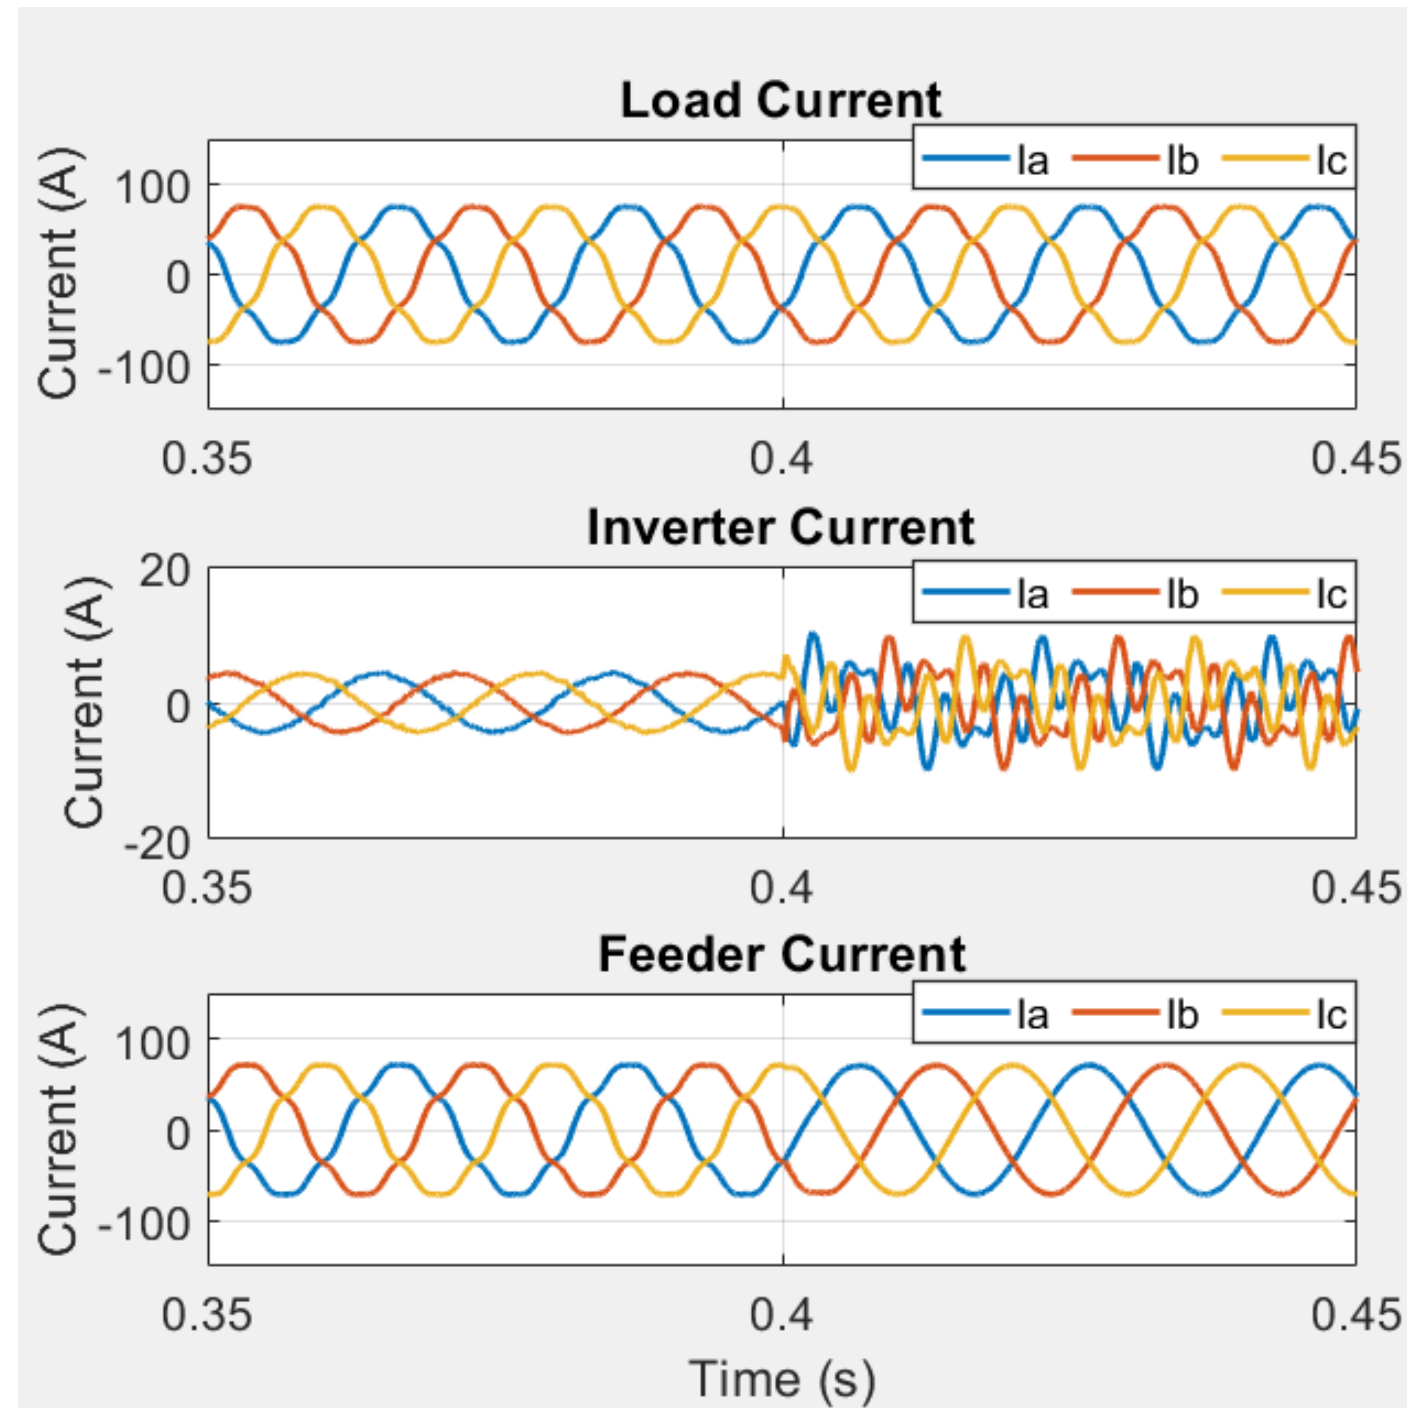 Load Current
Ia Ib Ic
Current (A)
100
0
-100
0.35 0.4 0.45
Inverter Current
Ia Ib Ic
Current (A)
20
0
-20
0.35 0.4 0.45
Feeder Current
Ia Ib Ic
Current (A)
100
0
-100
0.35 0.4 0.45
Time (s)